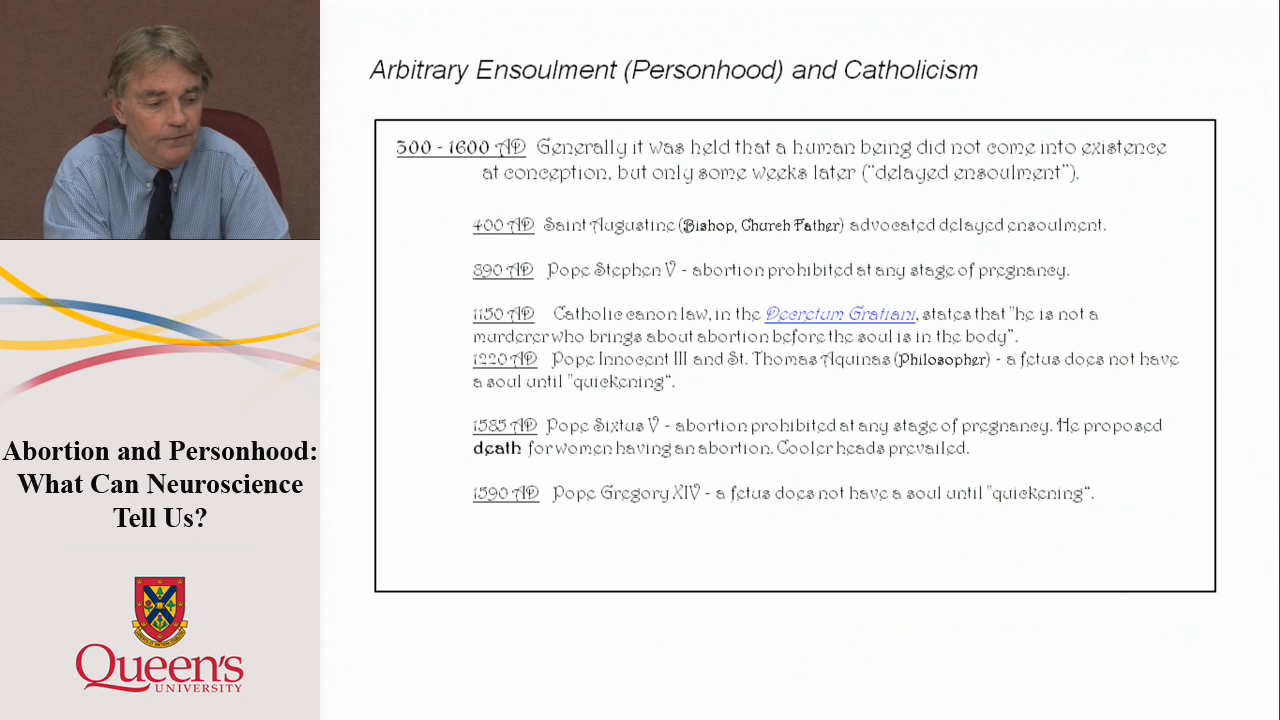 Arbitrary Ensoulment (Personhood) and Catholicism
300 - 1600 AD Generally it was held that a human being did not come into existence
at conception, but only some weeks later ("delayed ensoulment").
400 AD Saint Augustine (Bishop, Church Father) advocated delayed ensoulment.
890 AD Pope Stephen V - abortion prohibited at any stage of pregnancy.
1150 AD Catholic canon law, in the Decretum Gratiani, states that "he is not a
murderer who brings about abortion before the soul is in the body".
1220 AD Pope Innocent III and St. Thomas Aquinas (Philosopher) - a fetus does not have
a soul until "quickening".
1585 AD Pope Sixtus V - abortion prohibited at any stage of pregnancy. He proposed
death for women having an abortion. Cooler heads prevailed.
1590 AD Pope Gregory XIV - a fetus does not have a soul until "quickening".
Abortion and Personhood:
What Can Neuroscience
Tell Us?
Queen's
UNIVERSITY